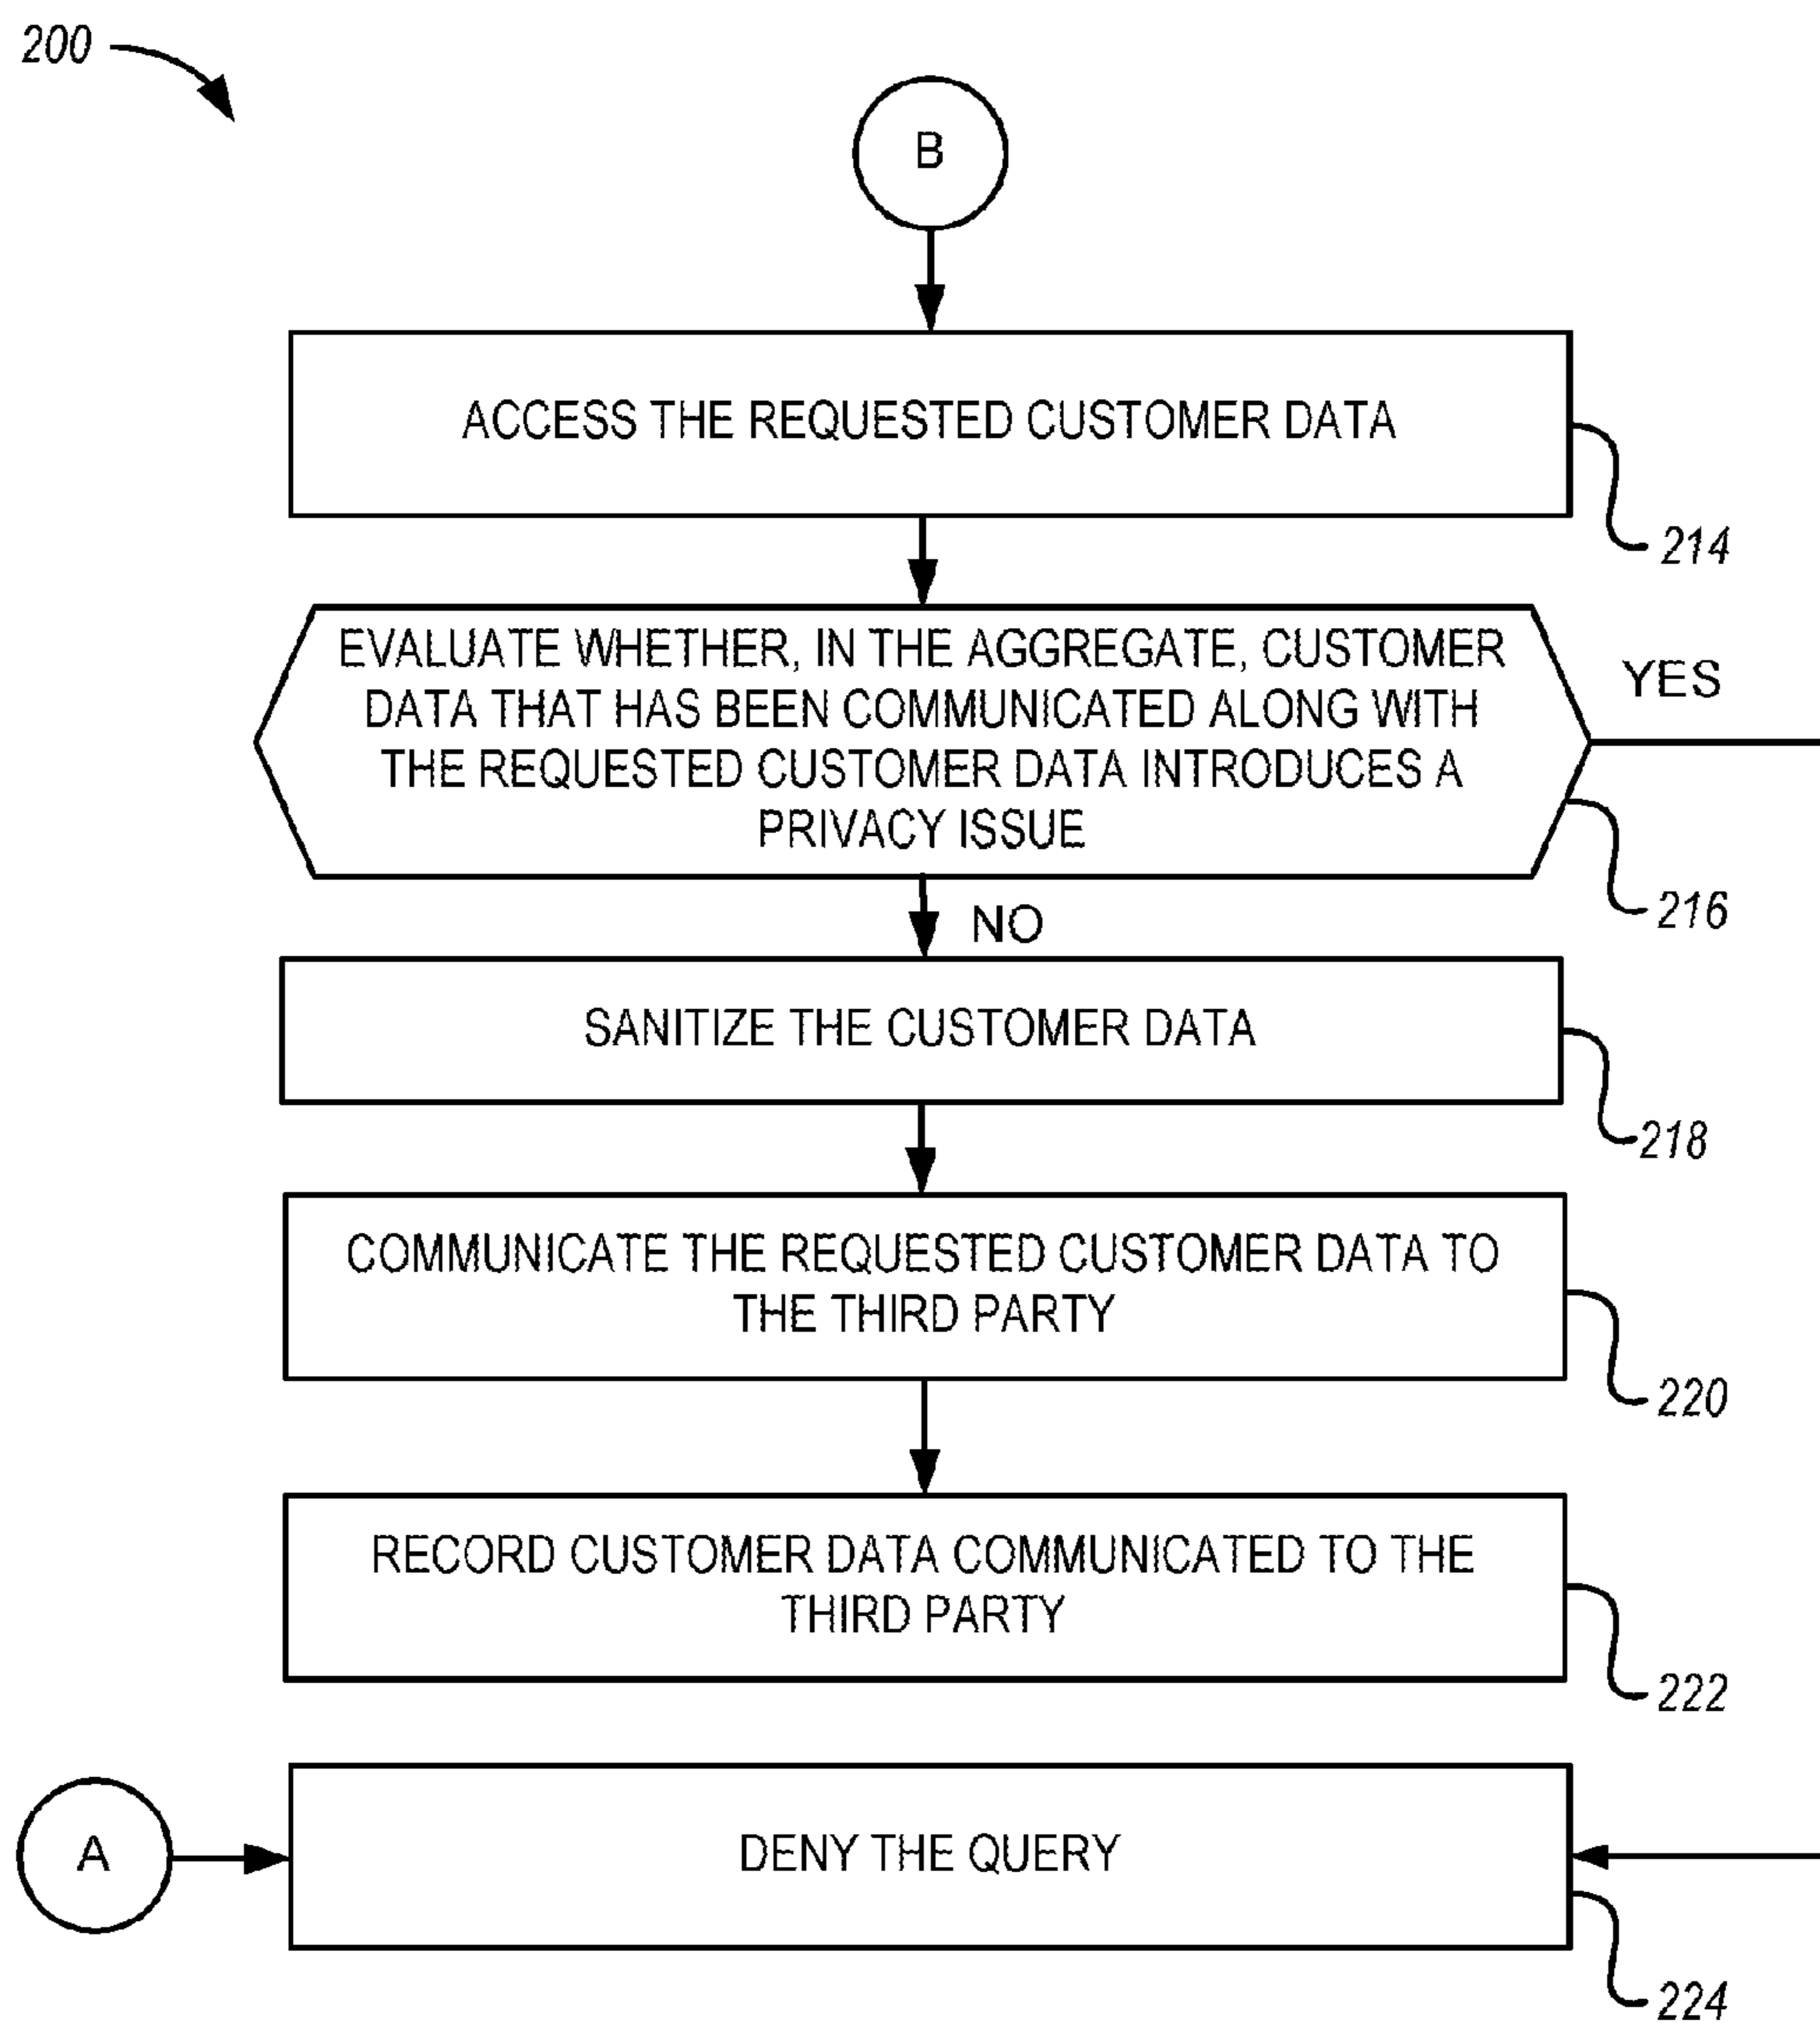 200
B
ACCESS THE REQUESTED CUSTOMER DATA
214
EVALUATE WHETHER, IN THE AGGREGATE, CUSTOMER
DATA THAT HAS BEEN COMMUNICATED ALONG WITH
THE REQUESTED CUSTOMER DATA INTRODUCES A
PRIVACY ISSUE
YES
216
NO
SANITIZE THE CUSTOMER DATA
218
COMMUNICATE THE REQUESTED CUSTOMER DATA TO
THE THIRD PARTY
220
RECORD CUSTOMER DATA COMMUNICATED TO THE
THIRD PARTY
222
A
DENY THE QUERY
224